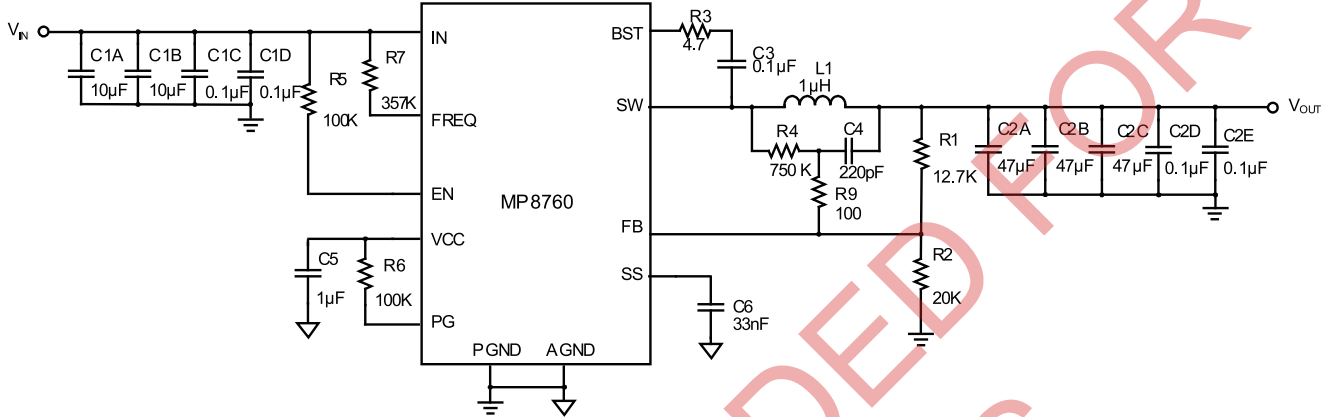 VIN
C1A
10µF
C1B
10µF
C1C
0.1µF
C1D
0.1µF
R5
100K
R7
357K
IN
FREQ
EN
VCC
PG
PGND
AGND
MP8760
BST
SW
FB
SS
R3
4.7
C3
0.1µF
L1
1µH
R4
750 K
C4
220pF
R9
100
R1
12.7K
R2
20K
C2A
47µF
C2B
47µF
C2C
47µF
C2D
0.1µF
C2E
0.1µF
VOUT
C5
1µF
R6
100K
C6
33nF
DED FOR